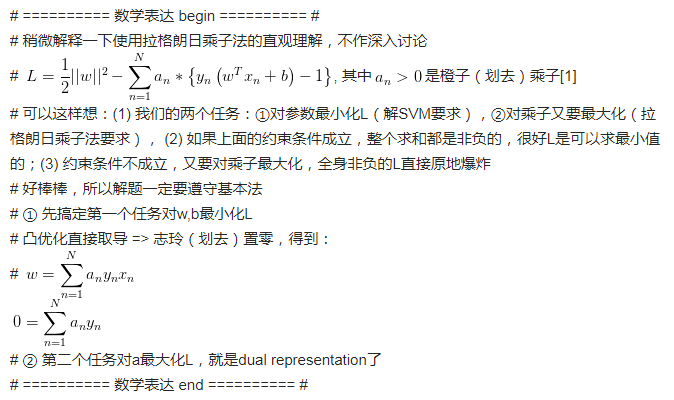 # ========== 数学表达 begin ========== #
# 稍微解释一下使用拉格朗日乘子法的直观理解，不作深入讨论
# L = \frac{1}{2}||w||^2 - \sum_{n=1}^{N} a_n * \{y_n (w^T x_n + b) - 1\}, 其中 a_n > 0 是橙子（划去）乘子[1]
# 可以这样想：(1) 我们的两个任务：①对参数最小化L（解SVM要求），②对乘子又要最大化（拉
格朗日乘子法要求）， (2) 如果上面的约束条件成立，整个求和都是非负的，很好L是可以求最小值
的；(3) 约束条件不成立，又要对乘子最大化，全身非负的L直接原地爆炸
# 好棒棒，所以解题一定要遵守基本法
# ① 先搞定第一个任务对w,b最小化L
# 凸优化直接取导 => 志玲（划去）置零，得到：
# w = \sum_{n=1}^{N} a_n y_n x_n
0 = \sum_{n=1}^{N} a_n y_n
# ② 第二个任务对a最大化L，就是dual representation了
# ========== 数学表达 end ========== #